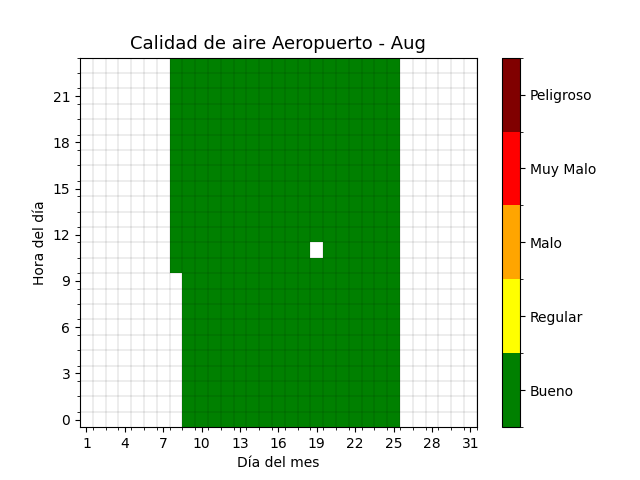 Calidad de aire Aeropuerto - Aug
Hora del día
21
18
15
12
9
6
3
0
1 4 7 10 13 16 19 22 25 28 31
Día del mes
Peligroso
Muy Malo
Malo
Regular
Bueno